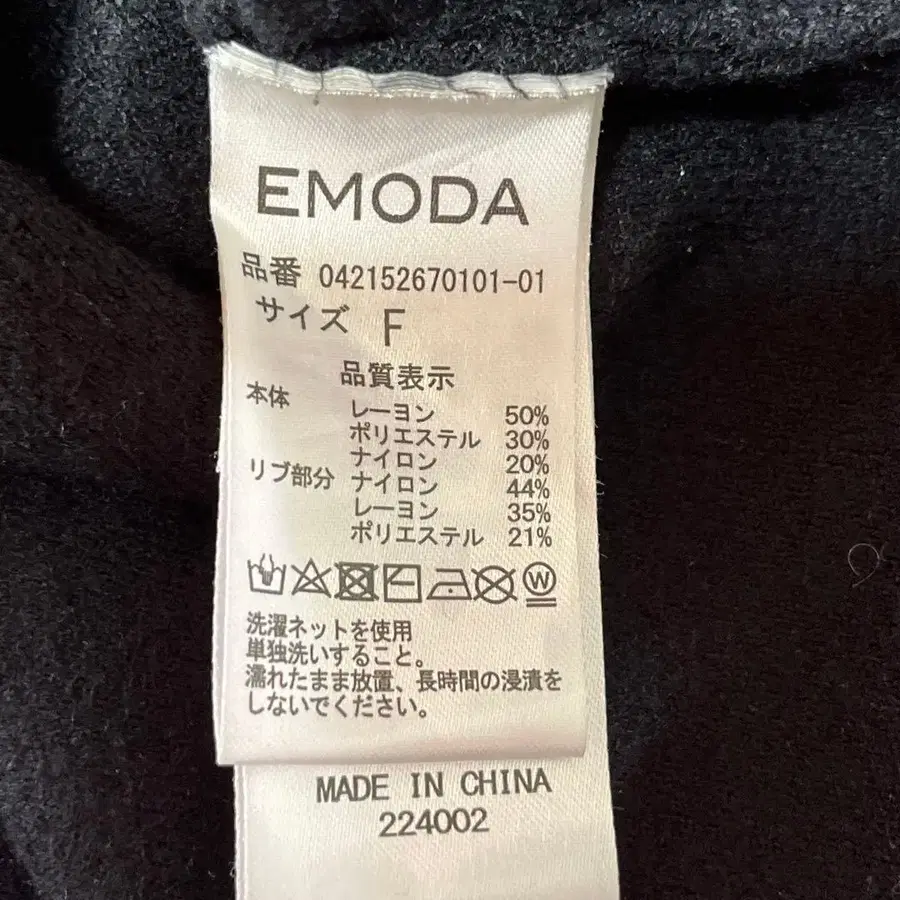 EMODA
品番 042152670101-01
サイズ F
品質表示
本体 レーヨン 50%
ポリエステル 30%
ナイロン 20%
リブ部分 ナイロン 44%
レーヨン 35%
ポリエステル 21%
W
洗濯ネットを使用
単独洗いすること。
濡れたまま放置、長時間の浸漬を
しないでください。
MADE IN CHINA
224002